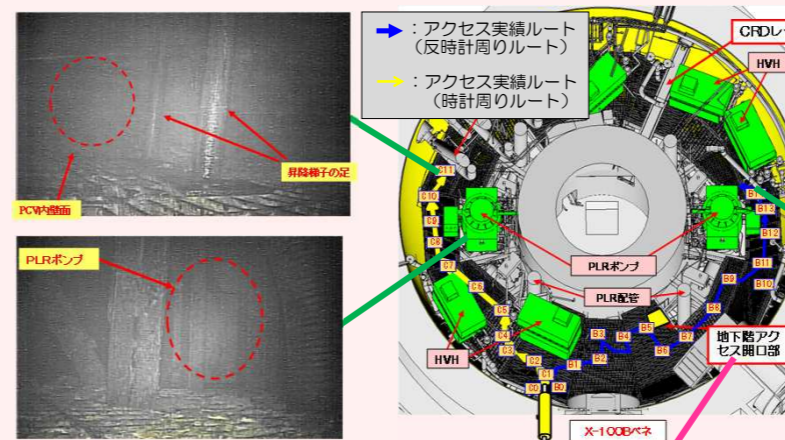 PCV内壁面
昇降梯子の足
PLRポンプ
：アクセス実績ルート
（反時計周りルート）
：アクセス実績ルート
（時計周りルート）
CRDレ
HVH
HVH
C11
C10
C9
C8
C7
C6
C5
C4
C3
C2
C1
C0
B0
B1
B2
B3
B4
B5
B6
B7
B8
B9
B10
B11
B12
B13
PLRポンプ
PLR配管
HVH
地下階アク
セス開口部
X-100Bペネ